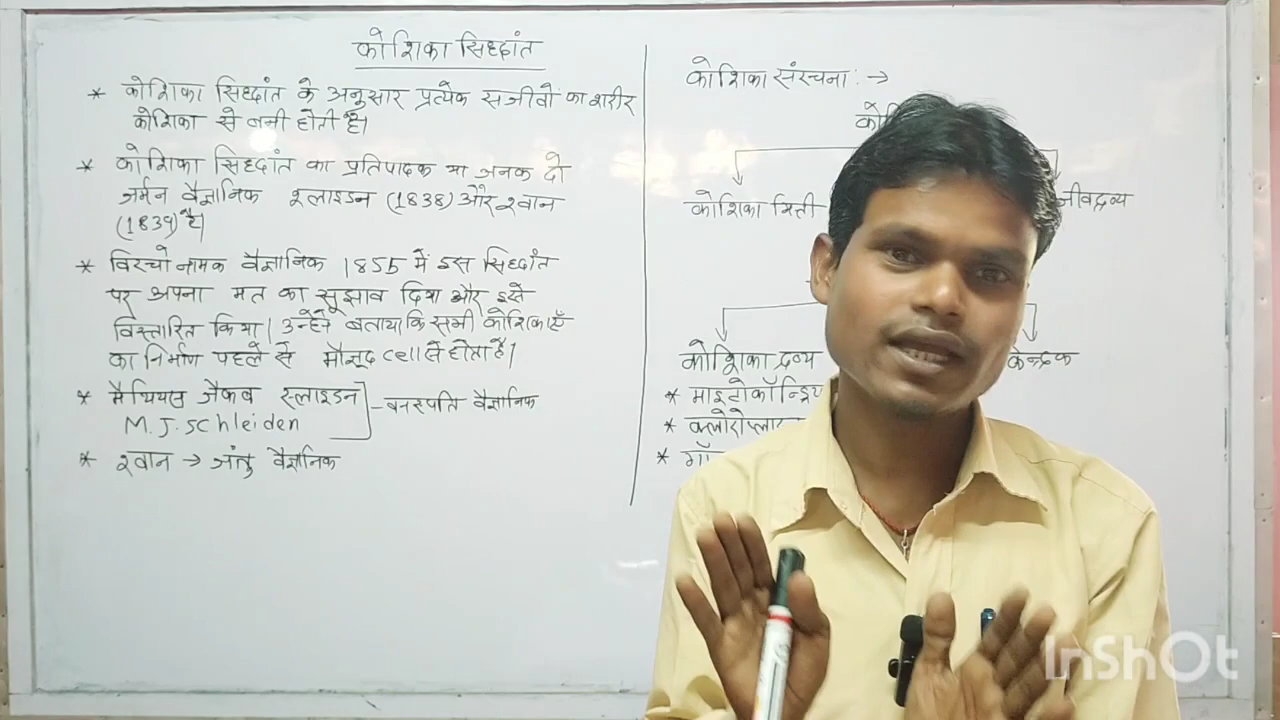 कोशिका सिद्धांत
* कोशिका सिद्धांत के अनुसार प्रत्येक सजीवों का शरीर
कोशिका से बनी होती है।
* कोशिका सिद्धांत का प्रतिपादक या जनक दो
जर्मन वैज्ञानिक श्लाइडन (1838) और श्वान
(1839) है।
* विरचो नामक वैज्ञानिक 1855 में इस सिद्धांत
पर अपना मत का सुझाव दिया और इसे
विस्तारित किया। उन्होंने बताया कि सभी कोशिकाएँ
का निर्माण पहले से मौजूद cell से होता है।
* मैथियस जैकब स्लाइडन
M. J. Schleiden
- वनस्पति वैज्ञानिक
* श्वान → जंतु वैज्ञानिक
कोशिका संरचना : →
कोशिका भित्ती
जीवद्रव्य
कोशिका द्रव्य
केन्द्रक
* माइटोकॉन्ड्रिय
* क्लोरोप्ला
* गॉ
InShOt